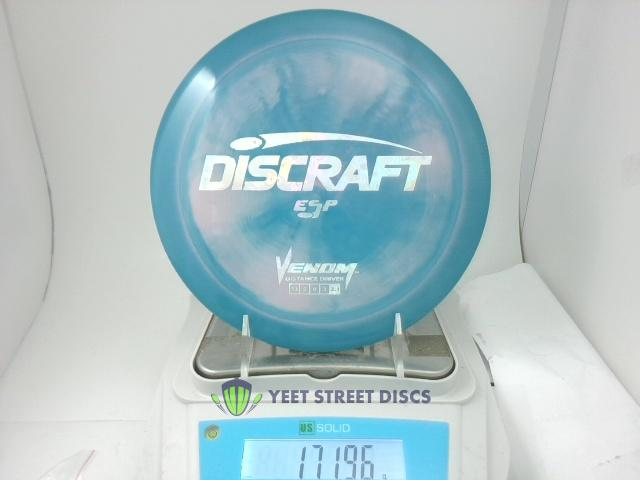 DISCRAFT
ESP
VENOM
DISTANCE DRIVER
YEET STREET DISCS
US SOLID
171.96 g